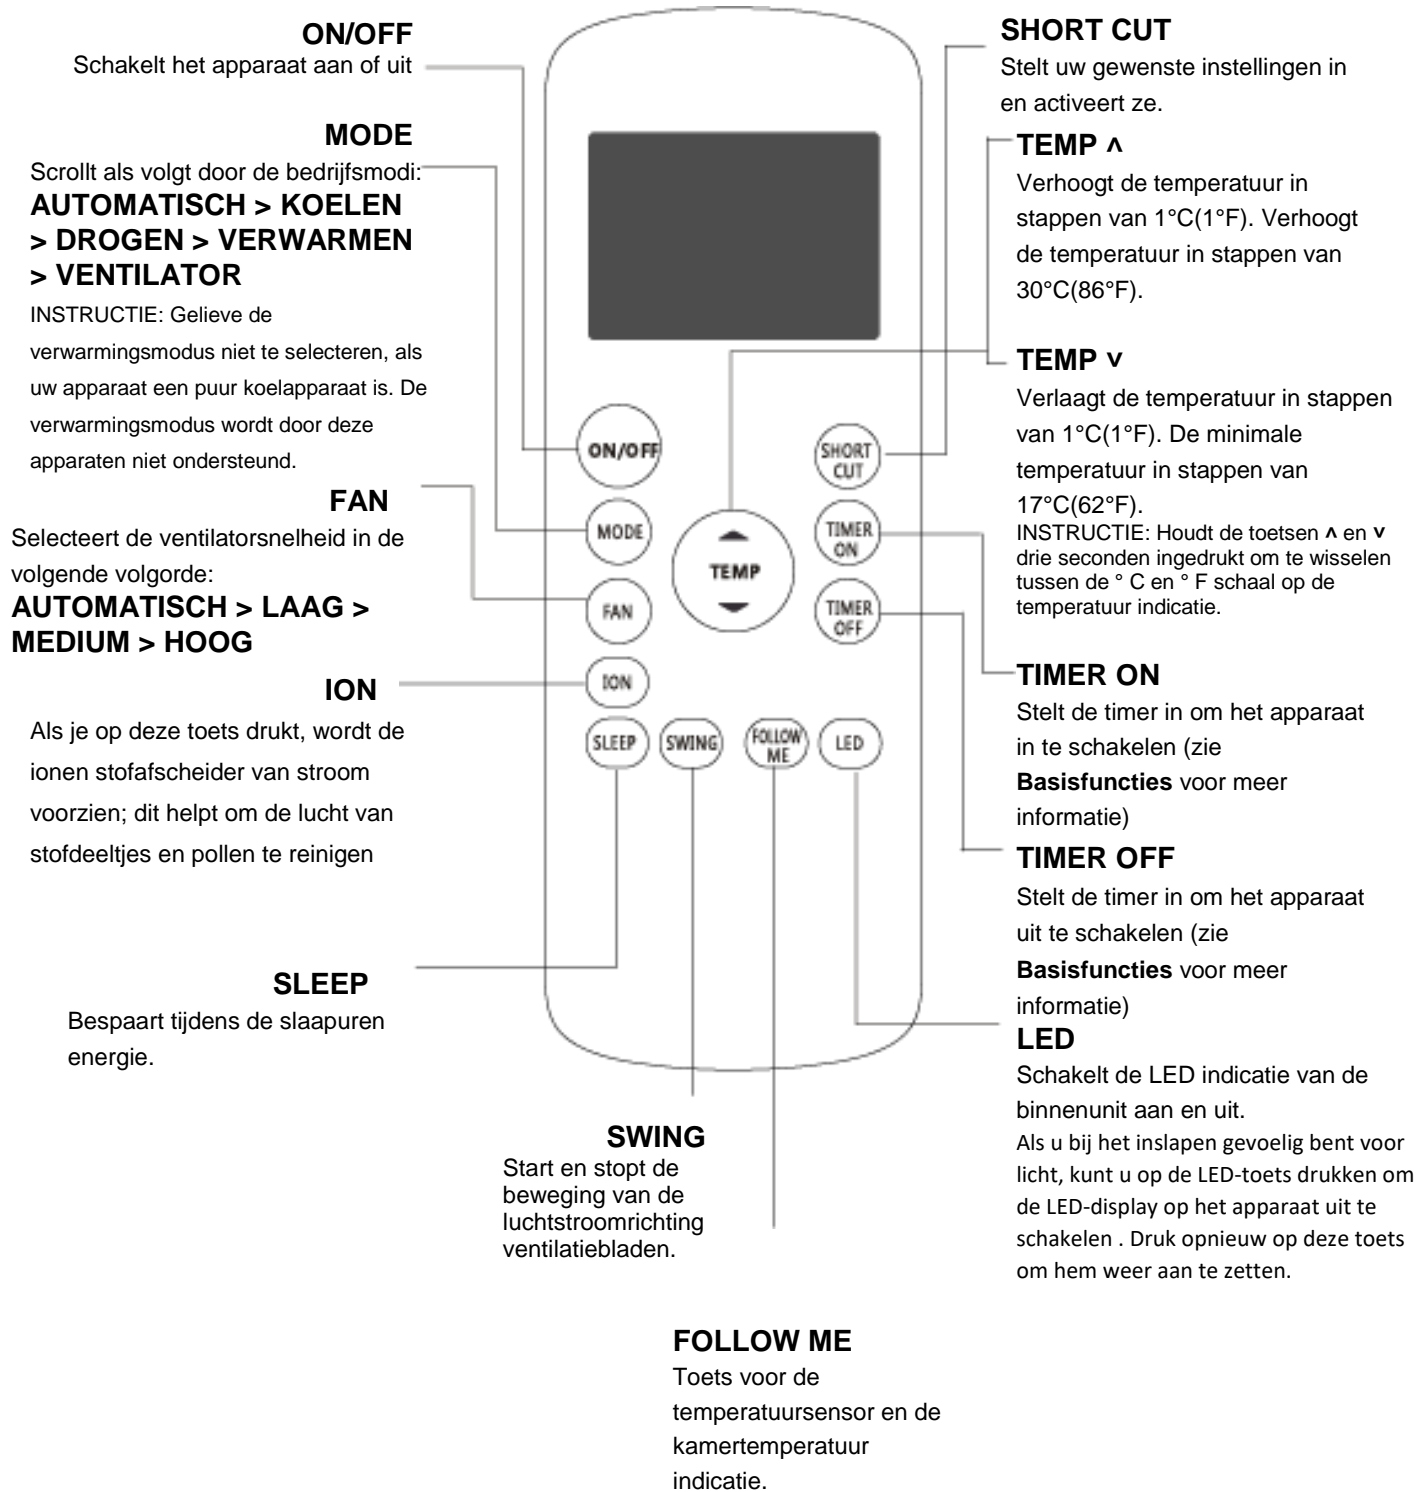 ON/OFF
Schakelt het apparaat aan of uit
MODE
Scrollt als volgt door de bedrijfsmodi:
AUTOMATISCH > KOELEN
> DROGEN > VERWARMEN
> VENTILATOR
INSTRUCTIE: Gelieve de
verwarmingsmodus niet te selecteren, als
uw apparaat een puur koelapparaat is. De
verwarmingsmodus wordt door deze
apparaten niet ondersteund.
FAN
Selecteert de ventilatorsnelheid in de
volgende volgorde:
AUTOMATISCH > LAAG >
MEDIUM > HOOG
ION
Als je op deze toets drukt, wordt de
ionen stofafscheider van stroom
voorzien; dit helpt om de lucht van
stofdeeltjes en pollen te reinigen
SLEEP
Bespaart tijdens de slaapuren
energie.
ON/OFF
MODE
FAN
ION
SLEEP
SWING
FOLLOW
ME
LED
TEMP
SHORT
CUT
TIMER
ON
TIMER
OFF
SWING
Start en stopt de
beweging van de
luchtstroomrichting
ventilatiebladen.
FOLLOW ME
Toets voor de
temperatuursensor en de
kamertemperatuur
indicatie.
SHORT CUT
Stelt uw gewenste instellingen in
en activeert ze.
TEMP ˄
Verhoogt de temperatuur in
stappen van 1°C(1°F). Verhoogt
de temperatuur in stappen van
30°C(86°F).
TEMP ˅
Verlaagt de temperatuur in stappen
van 1°C(1°F). De minimale
temperatuur in stappen van
17°C(62°F).
INSTRUCTIE: Houdt de toetsen ˄ en ˅
drie seconden ingedrukt om te wisselen
tussen de ° C en ° F schaal op de
temperatuur indicatie.
TIMER ON
Stelt de timer in om het apparaat
in te schakelen (zie
Basisfuncties voor meer
informatie)
TIMER OFF
Stelt de timer in om het apparaat
uit te schakelen (zie
Basisfuncties voor meer
informatie)
LED
Schakelt de LED indicatie van de
binnenunit aan en uit.
Als u bij het inslapen gevoelig bent voor
licht, kunt u op de LED-toets drukken om
de LED-display op het apparaat uit te
schakelen . Druk opnieuw op deze toets
om hem weer aan te zetten.